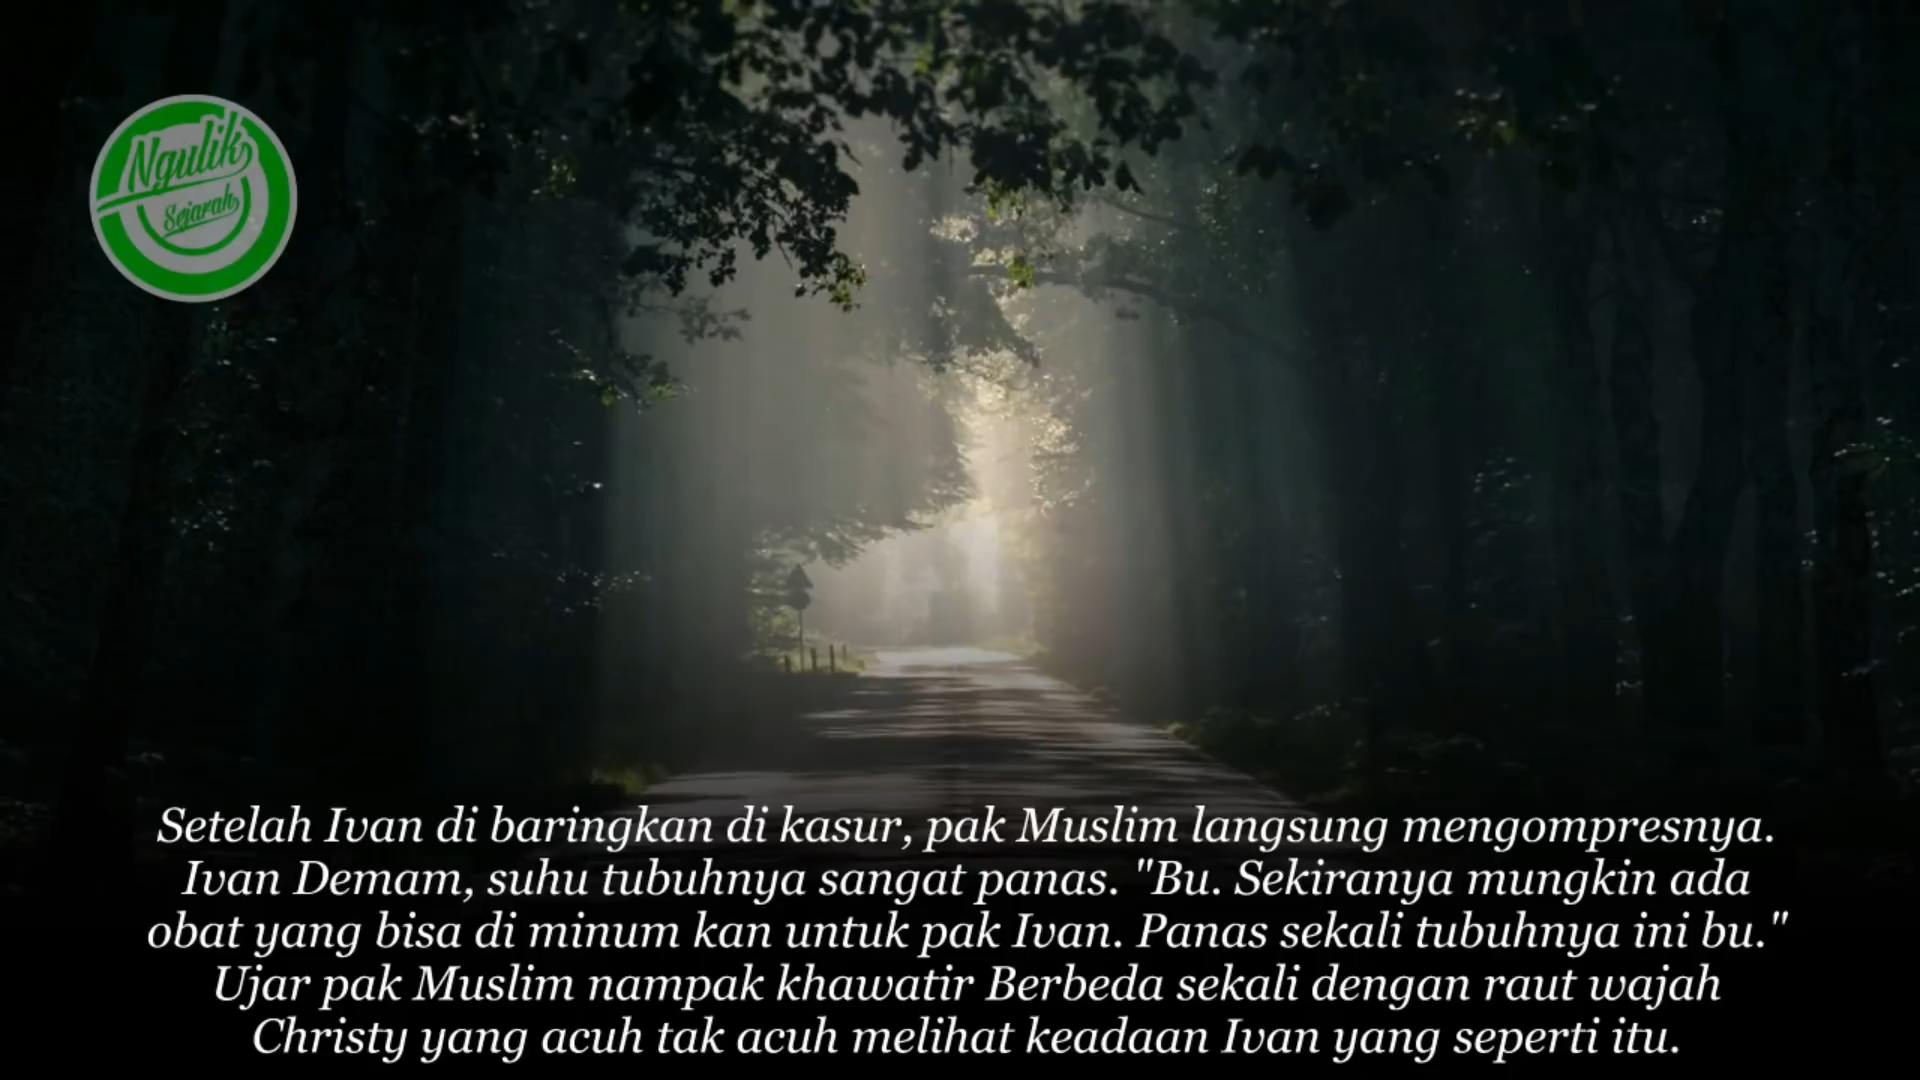 Ngulik
Sejarah
Setelah Ivan di baringkan di kasur, pak Muslim langsung mengompresnya.
Ivan Demam, suhu tubuhnya sangat panas. "Bu. Sekiranya mungkin ada
obat yang bisa di minum kan untuk pak Ivan. Panas sekali tubuhnya ini bu."
Ujar pak Muslim nampak khawatir Berbeda sekali dengan raut wajah
Christy yang acuh tak acuh melihat keadaan Ivan yang seperti itu.